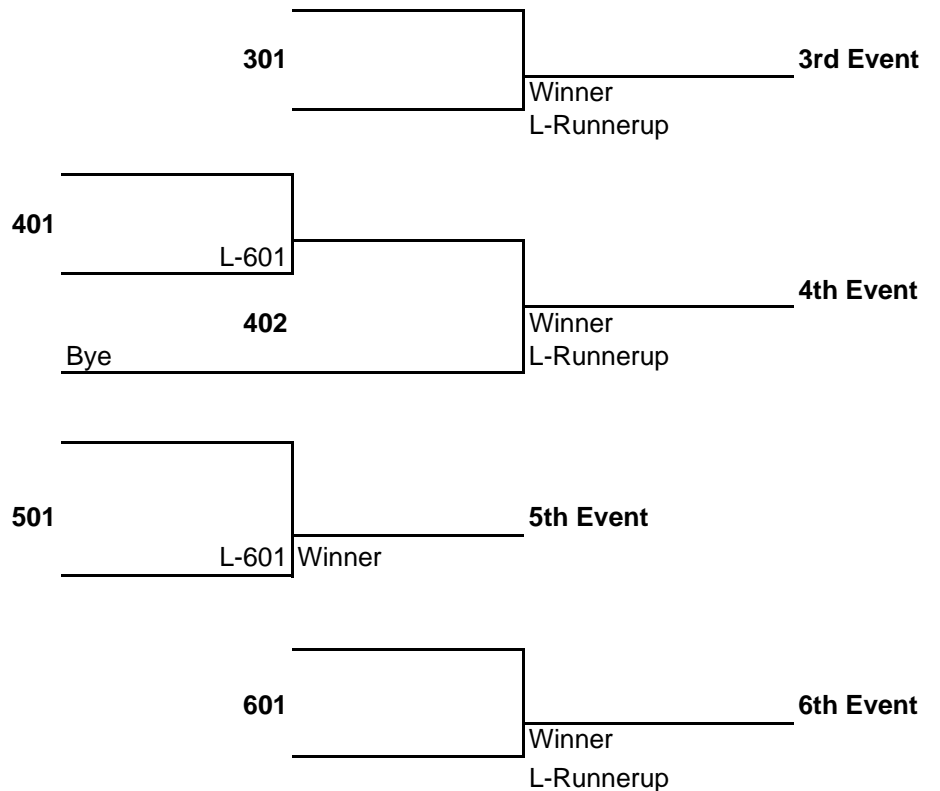 301
3rd Event
Winner
L-Runnerup
401
L-601
4th Event
402
Winner
Bye
L-Runnerup
501
5th Event
L-601
Winner
601
6th Event
Winner
L-Runnerup